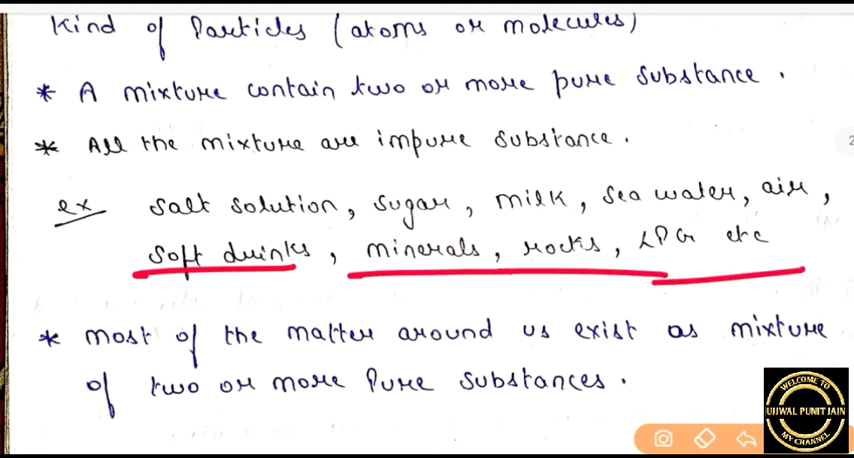 Kind of Particles (atoms or molecules)
* A mixture contain two or more pure substance.
* All the mixture are impure substance.
ex salt solution, sugar, milk, sea water, air,
soft drinks, minerals, rocks, LPG etc
* most of the matter around us exist as mixture
of two or more Pure substances.
2
WELCOME TO
UJJWAL PUNIT JAIN
MY CHANNEL